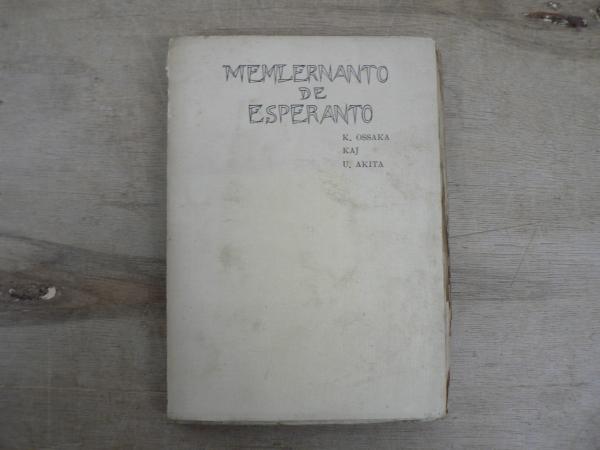 MEMLERNANTO
DE
ESPERANTO
K. OSSAKA
KAJ
U. AKITA